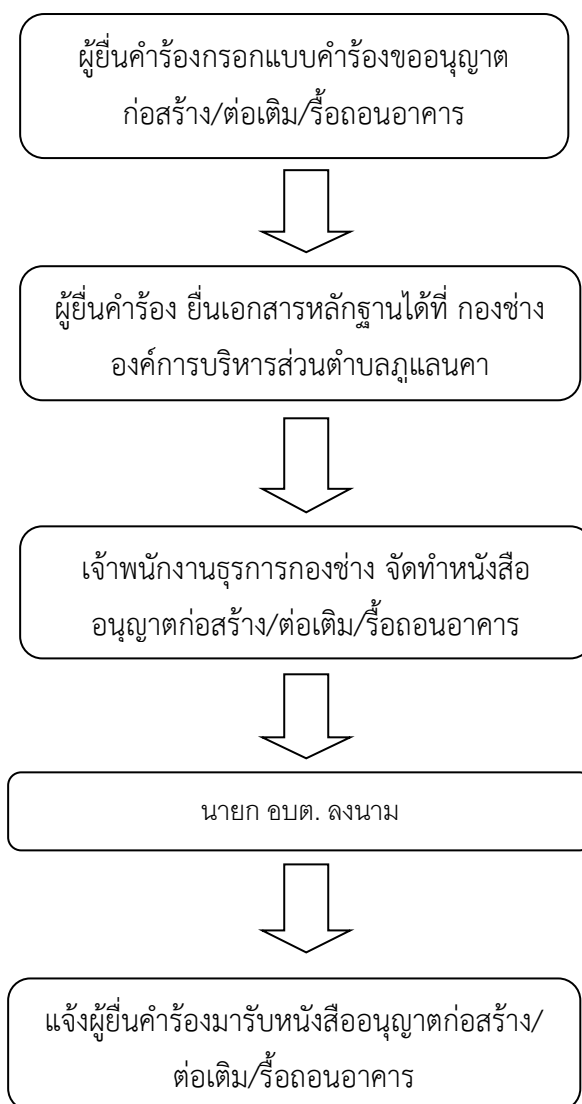 ผู้ยื่นคำร้องกรอกแบบคำร้องขออนุญาต
ก่อสร้าง/ต่อเติม/รื้อถอนอาคาร
ผู้ยื่นคำร้อง ยื่นเอกสารหลักฐานได้ที่ กองช่าง
องค์การบริหารส่วนตำบลภูแลนคา
เจ้าพนักงานธุรการกองช่าง จัดทำหนังสือ
อนุญาตก่อสร้าง/ต่อเติม/รื้อถอนอาคาร
นายก อบต. ลงนาม
แจ้งผู้ยื่นคำร้องมารับหนังสืออนุญาตก่อสร้าง/
ต่อเติม/รื้อถอนอาคาร